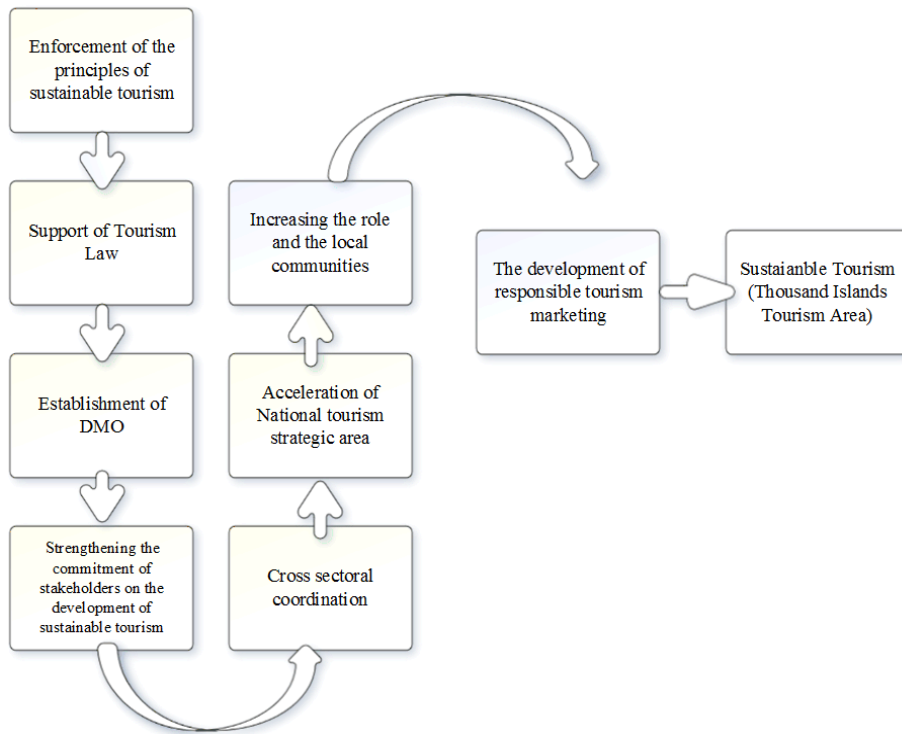 Enforcement of the
principles of
sustainable tourism
Support of Tourism
Law
Establishment of
DMO
Strengthening the
commitment of
stakeholders on the
development of
sustainable tourism
Cross sectoral
coordination
Acceleration of
National tourism
strategic area
Increasing the role
and the local
communities
The development of
responsible tourism
marketing
Sustaianble Tourism
(Thousand Islands
Tourism Area)